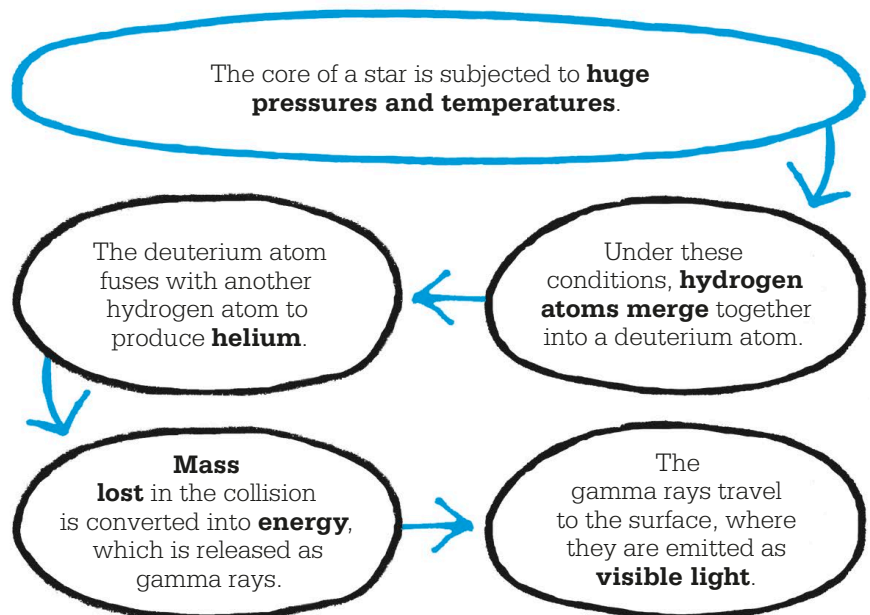 The core of a star is subjected to huge
pressures and temperatures.
Under these
conditions, hydrogen
atoms merge together
into a deuterium atom.
The deuterium atom
fuses with another
hydrogen atom to
produce helium.
Mass
lost in the collision
is converted into energy,
which is released as
gamma rays.
The
gamma rays travel
to the surface, where
they are emitted as
visible light.